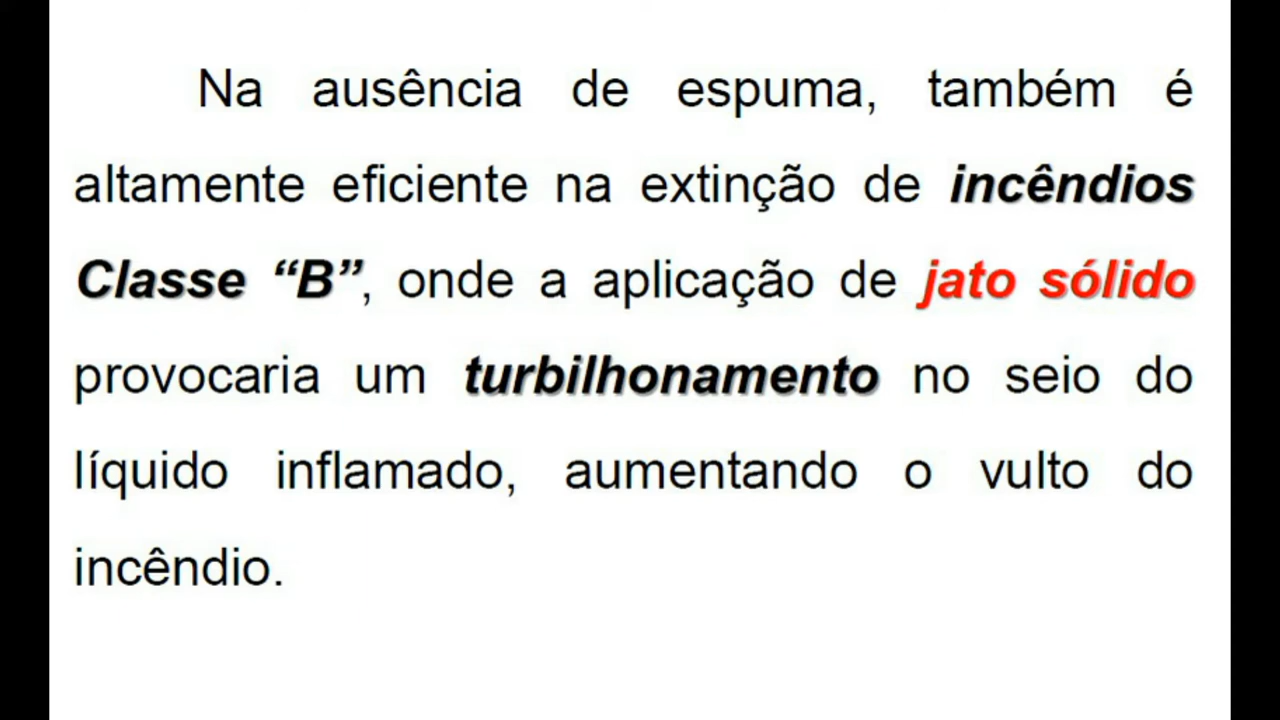 Na ausência de espuma, também é
altamente eficiente na extinção de incêndios
Classe “B”, onde a aplicação de jato sólido
provocaria um turbilhonamento no seio do
líquido inflamado, aumentando o vulto do
incêndio.